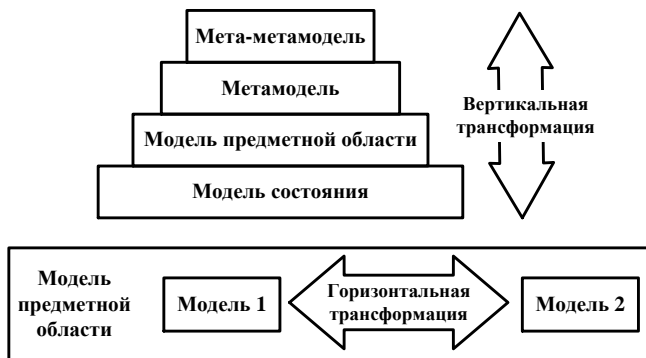 Мета-метамодель
Метамодель
Модель предметной области
Модель состояния
Вертикальная
трансформация
Модель
предметной
области
Модель 1
Горизонтальная
трансформация
Модель 2